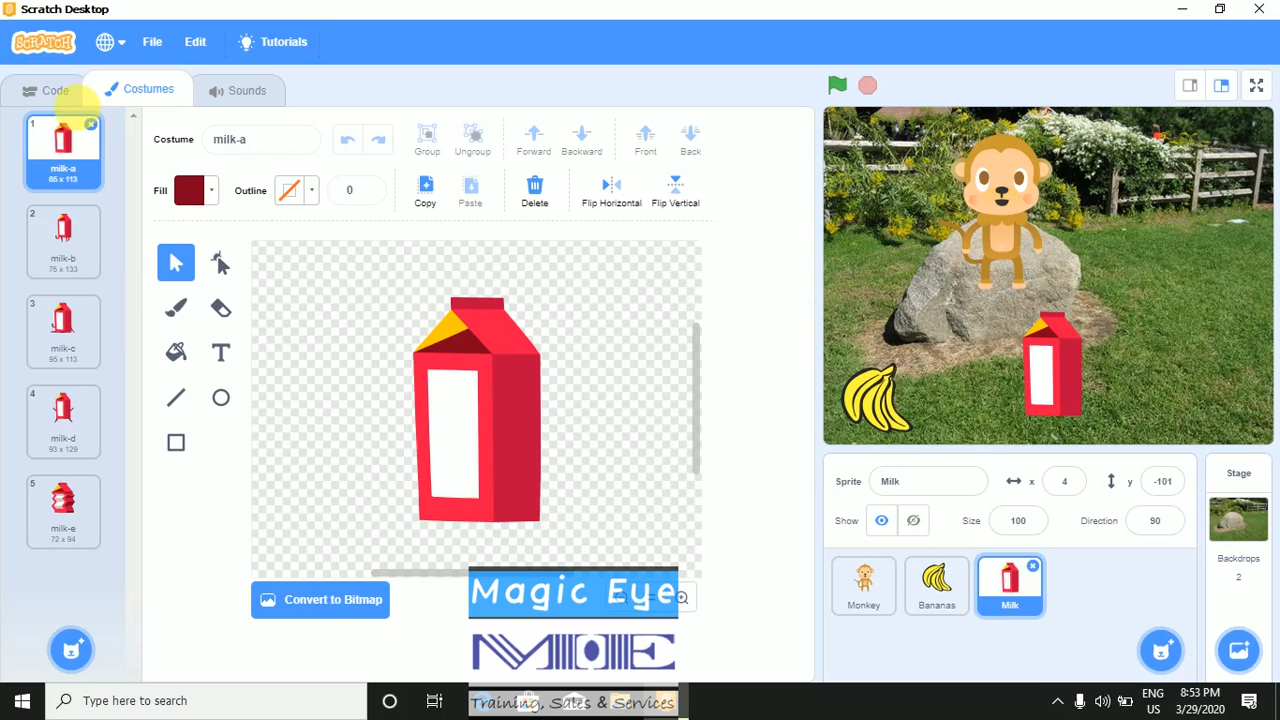 Scratch Desktop
SCRATCH File Edit Tutorials
Code Costumes Sounds
1
milk-a
65 x 113
2
milk-b
75 x 133
3
milk-c
95 x 113
4
milk-d
93 x 129
5
milk-e
72 x 94
Costume milk-a
Group Ungroup Forward Backward Front Back
Fill Outline 0
Copy Paste Delete Flip Horizontal Flip Vertical
Convert to Bitmap
Magic Eye
MOE
Training, Sales & Services
Sprite Milk x 4 y -101
Show Size 100 Direction 90
Monkey Bananas Milk
Stage
Backdrops
2
Type here to search
ENG
US
8:53 PM
3/29/2020